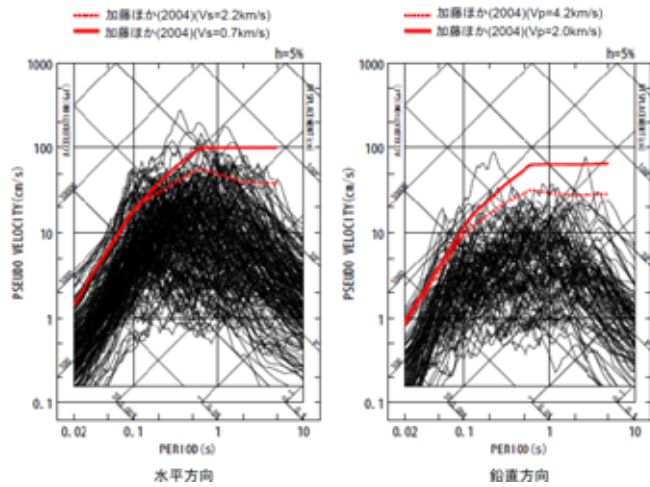 加藤ほか(2004)(Vs=2.2km/s)
加藤ほか(2004)(Vs=0.7km/s)
h=5%
1000
100
10
1
0.1
PSEUDO VELOCITY(cm/s)
0.02
0.1
1
10
PERIOD(s)
水平方向
加藤ほか(2004)(Vp=4.2km/s)
加藤ほか(2004)(Vp=2.0km/s)
h=5%
1000
100
10
1
0.1
PSEUDO VELOCITY(cm/s)
0.02
0.1
1
10
PERIOD(s)
鉛直方向